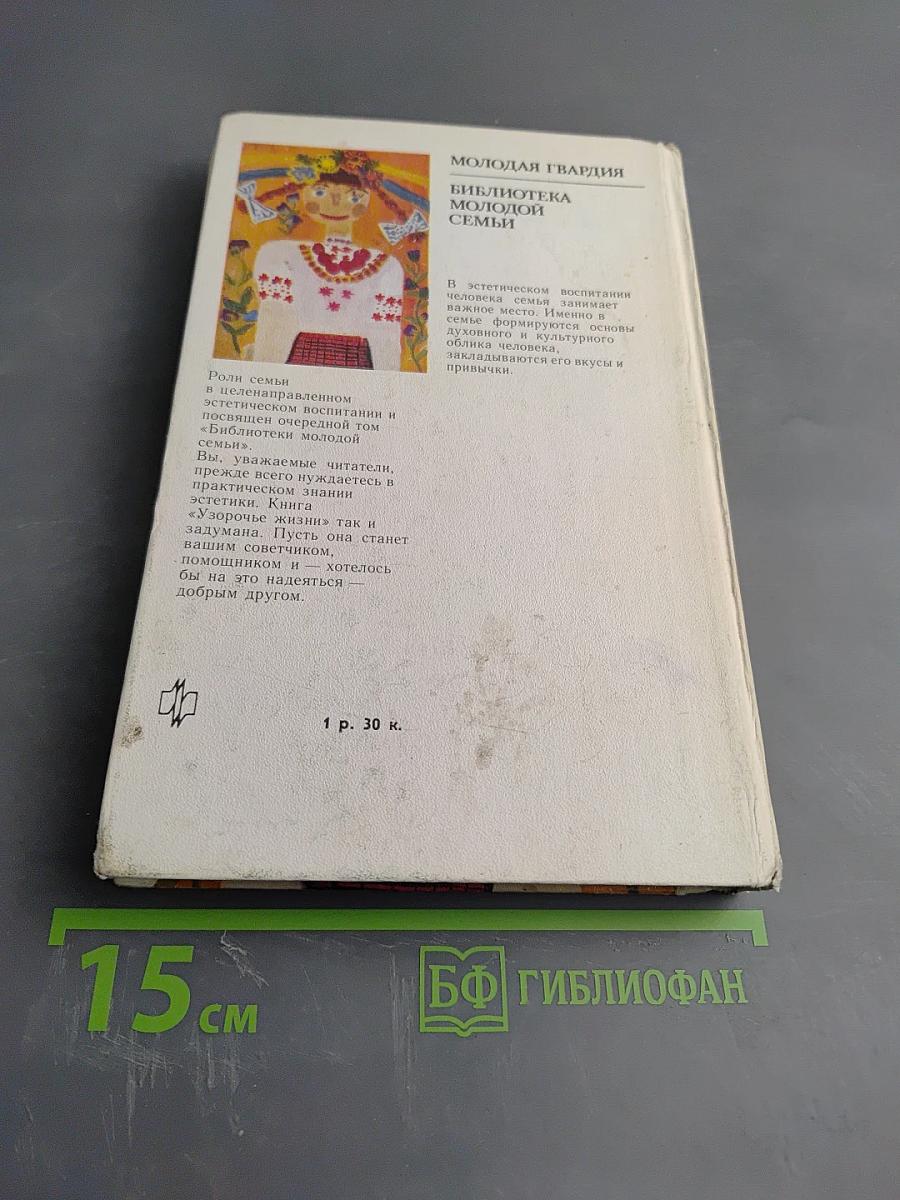 МОЛОДАЯ ГВАРДИЯ
БИБЛИОТЕКА
МОЛОДОЙ
СЕМЬИ
В эстетическом воспитании
человека семья занимает
важное место. Именно в
семье формируются основы
духовного и культурного
облика человека,
закладываются его вкусы и
привычки.
Роли семьи
в целенаправленном
эстетическом воспитании и
посвящен очередной том
«Библиотеки молодой
семьи».
Вы, уважаемые читатели,
прежде всего нуждаетесь в
практическом знании
эстетики. Книга
«Узорочье жизни» так и
задумана. Пусть она станет
вашим советчиком,
помощником и — хотелось
бы на это надеяться —
добрым другом.
1 р. 30 к.
15 см
БФ ГИБЛИОФАН